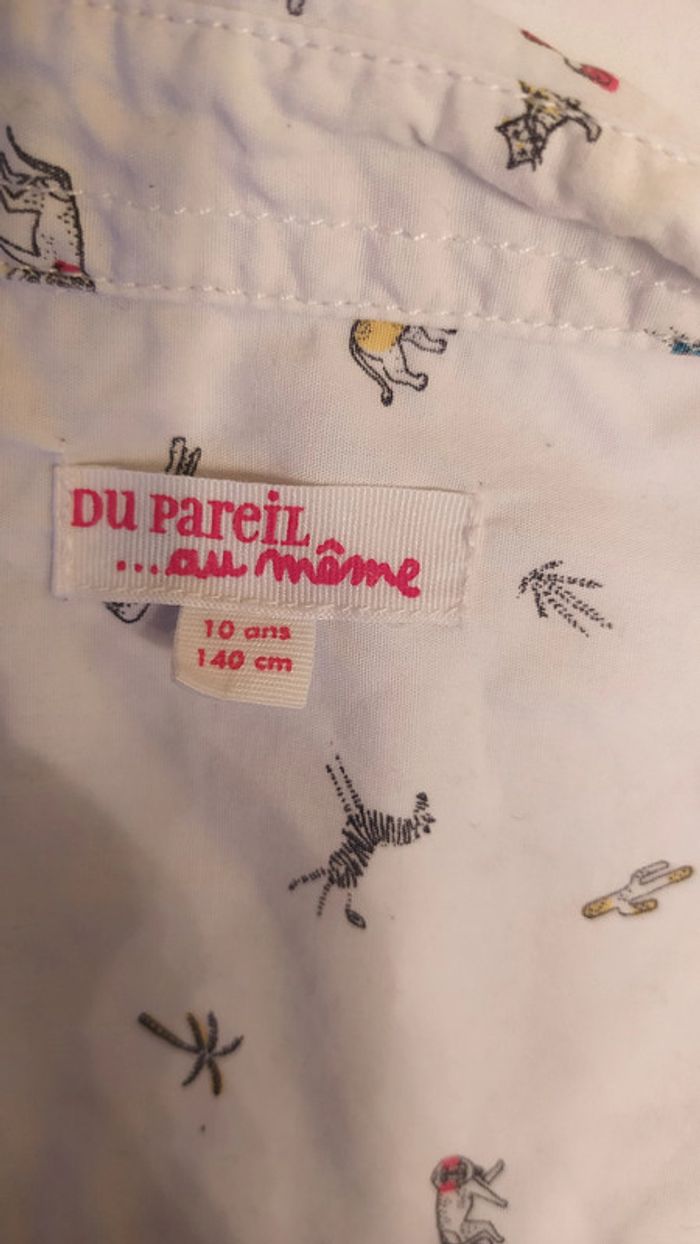 DU PAREIL
...au même
10 ans
140 cm